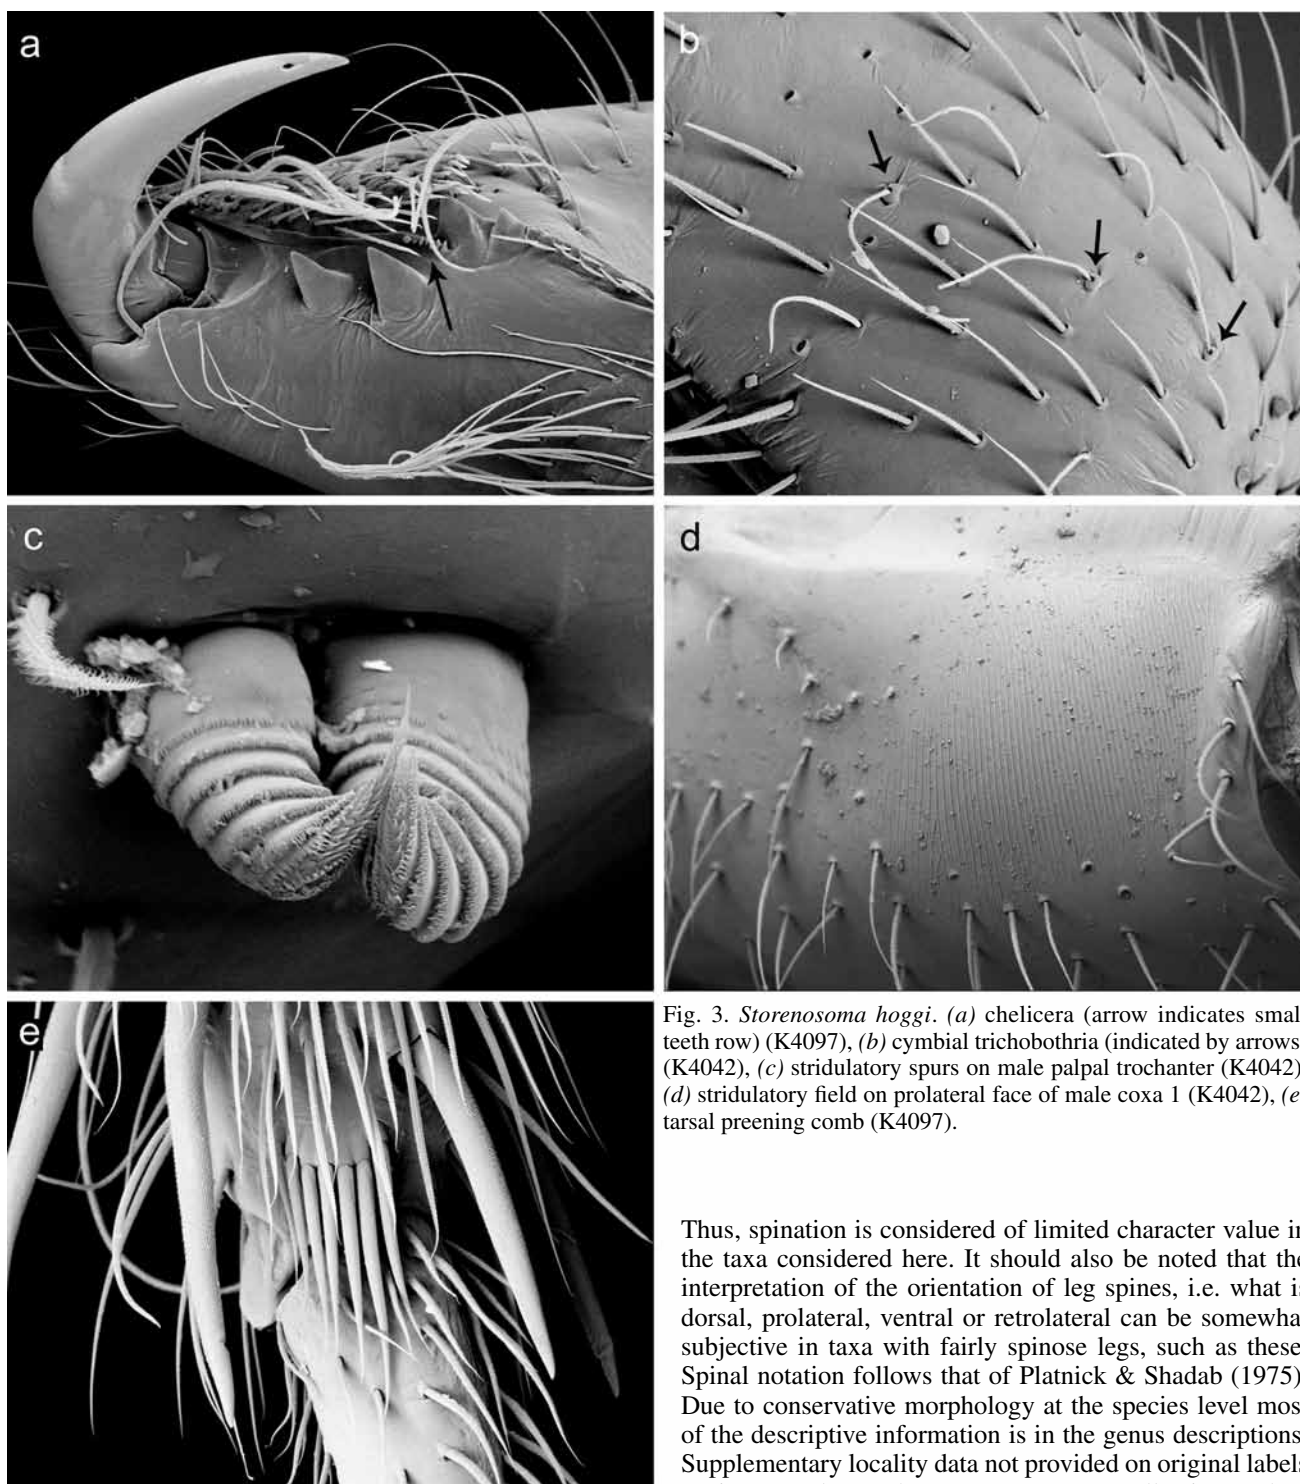 a
b
c
d
e
Fig. 3. Storenosoma hoggi. (a) chelicera (arrow indicates smal
teeth row) (K4097), (b) cymbial trichobothria (indicated by arrows
(K4042), (c) stridulatory spurs on male palpal trochanter (K4042)
(d) stridulatory field on prolateral face of male coxa 1 (K4042), (e
tarsal preening comb (K4097).
Thus, spination is considered of limited character value in
the taxa considered here. It should also be noted that the
interpretation of the orientation of leg spines, i.e. what is
dorsal, prolateral, ventral or retrolateral can be somewha
subjective in taxa with fairly spinose legs, such as these
Spinal notation follows that of Platnick & Shadab (1975)
Due to conservative morphology at the species level mos
of the descriptive information is in the genus descriptions
Supplementary locality data not provided on original labels